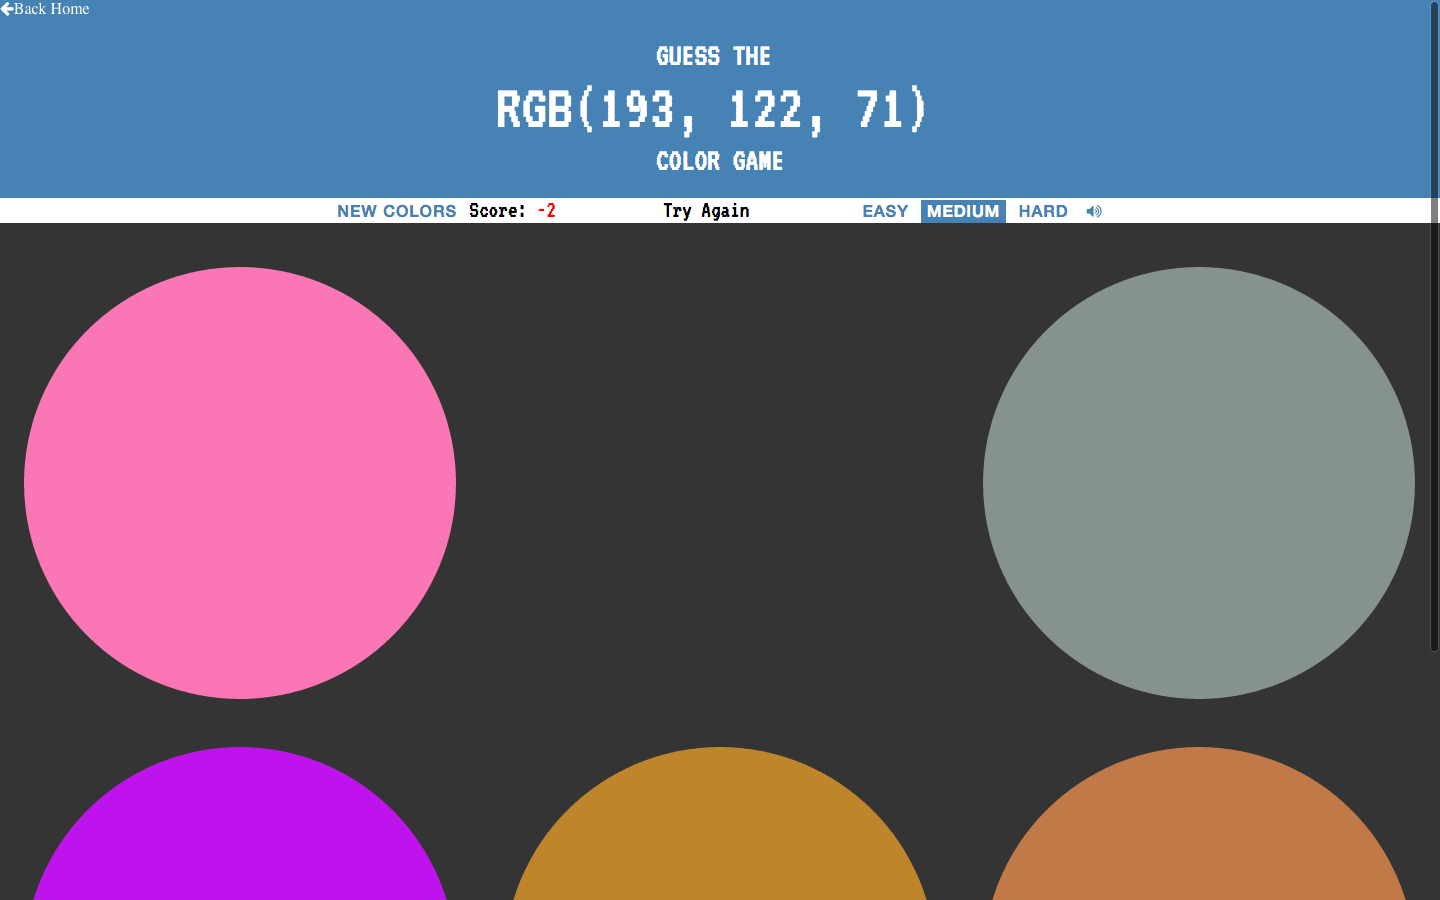 Back Home
GUESS THE
RGB(193, 122, 71)
COLOR GAME
NEW COLORS Score: -2 Try Again EASY MEDIUM HARD